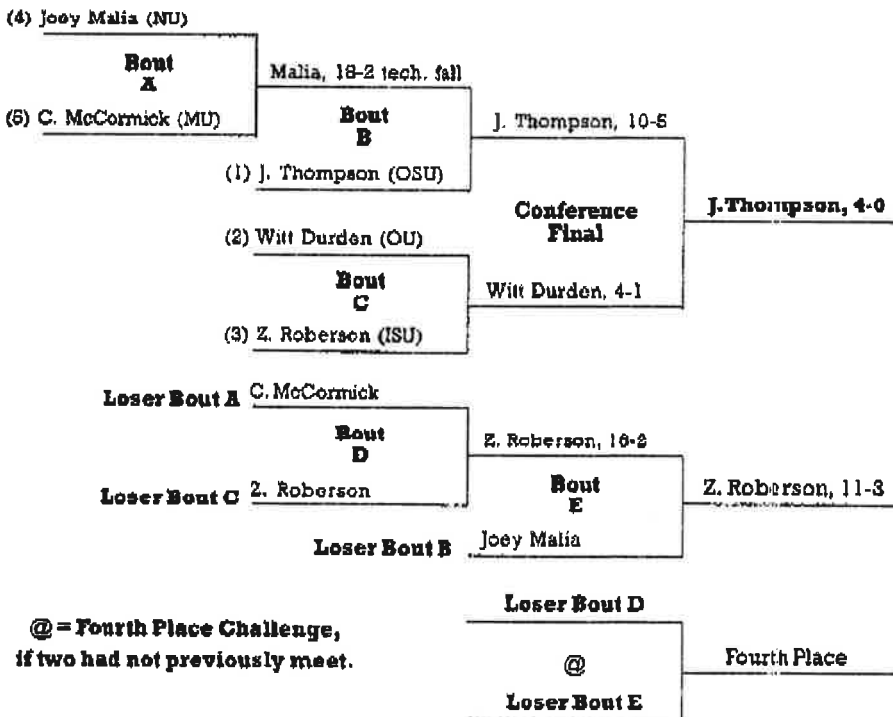 (4) Joey Malia (NU)
Bout
A
Malia, 18-2 tech. fall
(5) C. McCormick (MU)
Bout
B
J. Thompson, 10-5
(1) J. Thompson (OSU)
Conference
Final
J. Thompson, 4-0
(2) Witt Durden (OU)
Bout
C
Witt Durden, 4-1
(3) Z. Roberson (ISU)
Loser Bout A C. McCormick
Bout
D
Z. Roberson, 18-2
Loser Bout C Z. Roberson
Bout
E
Z. Roberson, 11-3
Loser Bout B Joey Malia
Loser Bout D
@ = Fourth Place Challenge,
if two had not previously meet.
@
Fourth Place
Loser Bout E